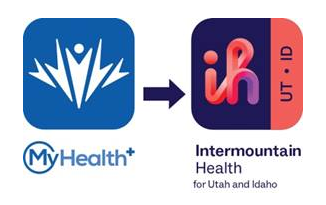 ih
UT • ID
MyHealth+
Intermountain
Health
for Utah and Idaho